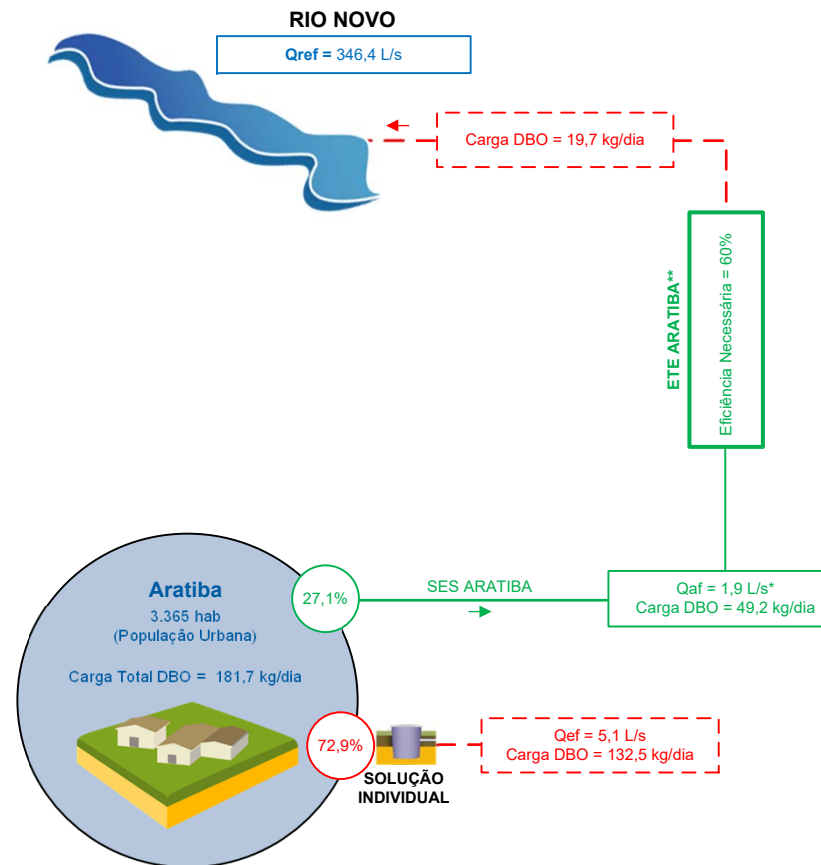 RIO NOVO
Qref = 346,4 L/s
Carga DBO = 19,7 kg/dia
ETE ARATIBA**
Eficiência Necessária = 60%
Aratiba
3.365 hab
(População Urbana)
Carga Total DBO = 181,7 kg/dia
27,1%
SES ARATIBA
Qaf = 1,9 L/s*
Carga DBO = 49,2 kg/dia
72,9%
SOLUÇÃO
INDIVIDUAL
Qef = 5,1 L/s
Carga DBO = 132,5 kg/dia